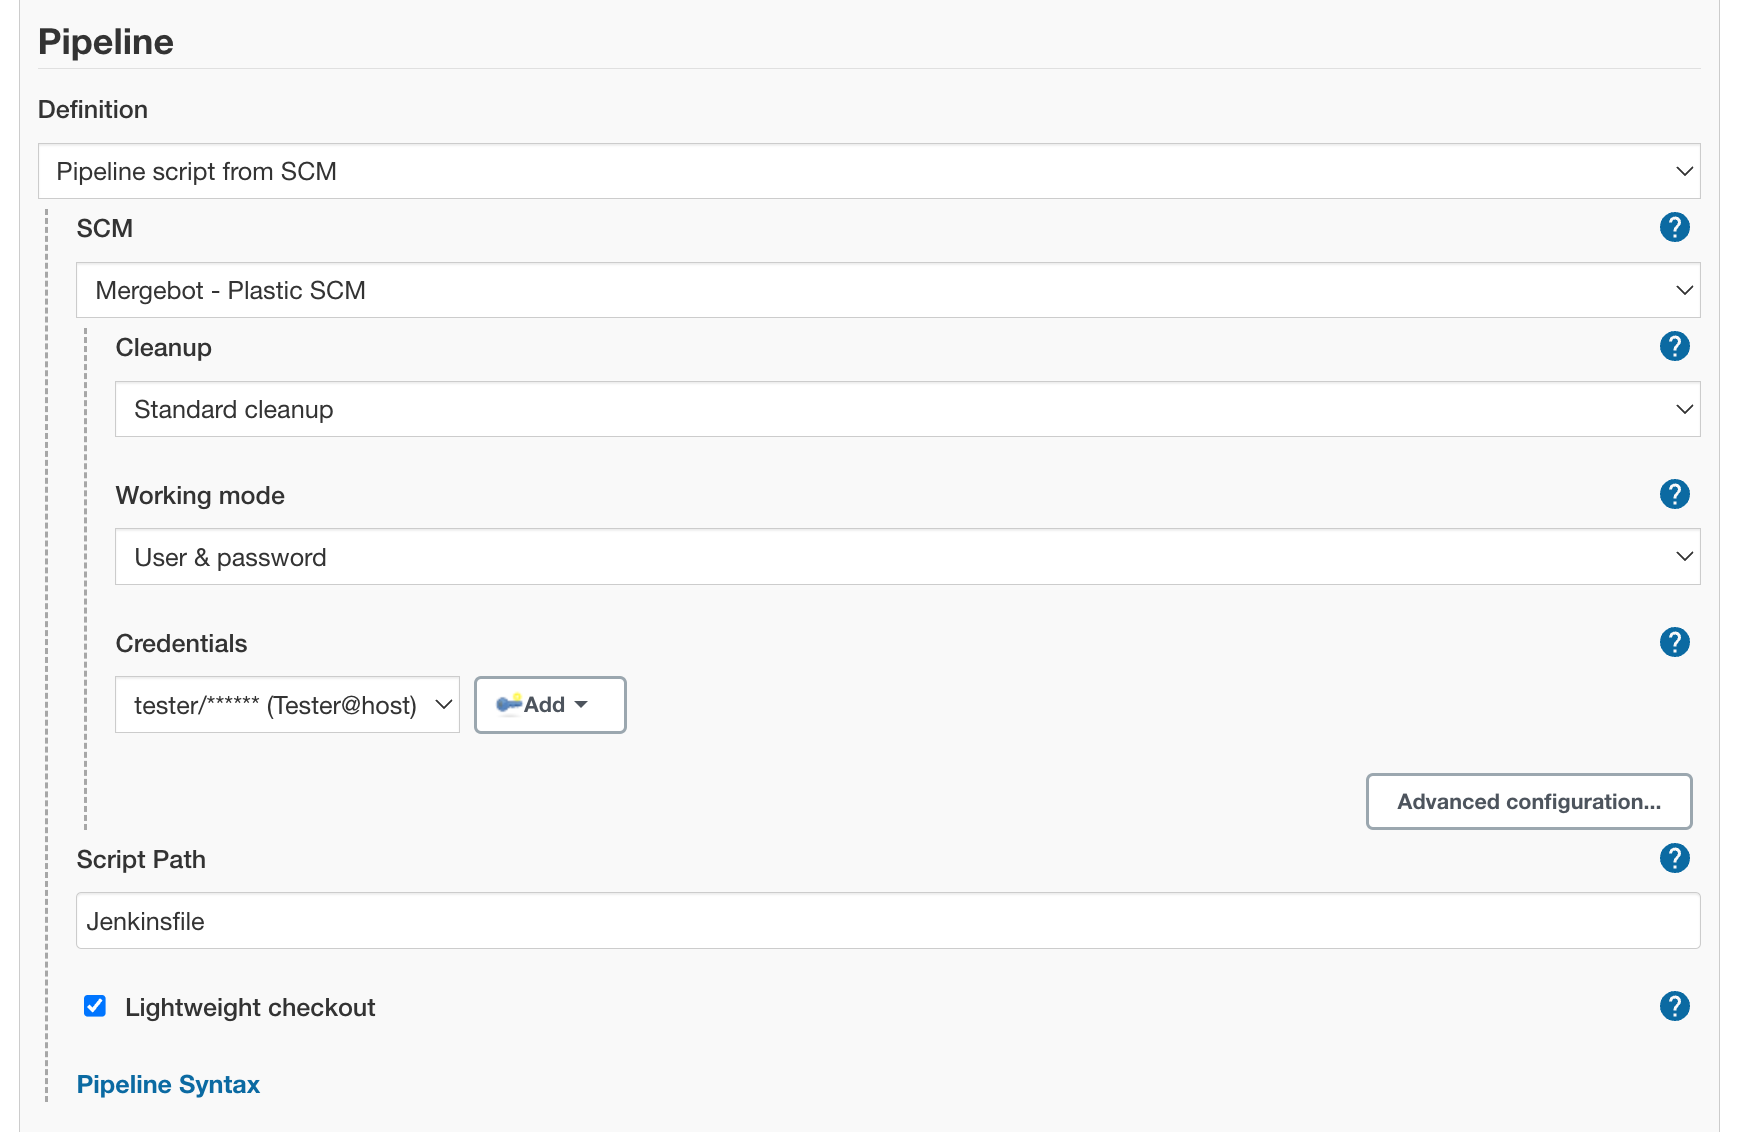 Pipeline
Definition
Pipeline script from SCM
SCM
?
Mergebot - Plastic SCM
Cleanup
?
Standard cleanup
Working mode
?
User & password
Credentials
?
tester/****** (Tester@host)
Add
Advanced configuration...
Script Path
?
Jenkinsfile
Lightweight checkout
?
Pipeline Syntax